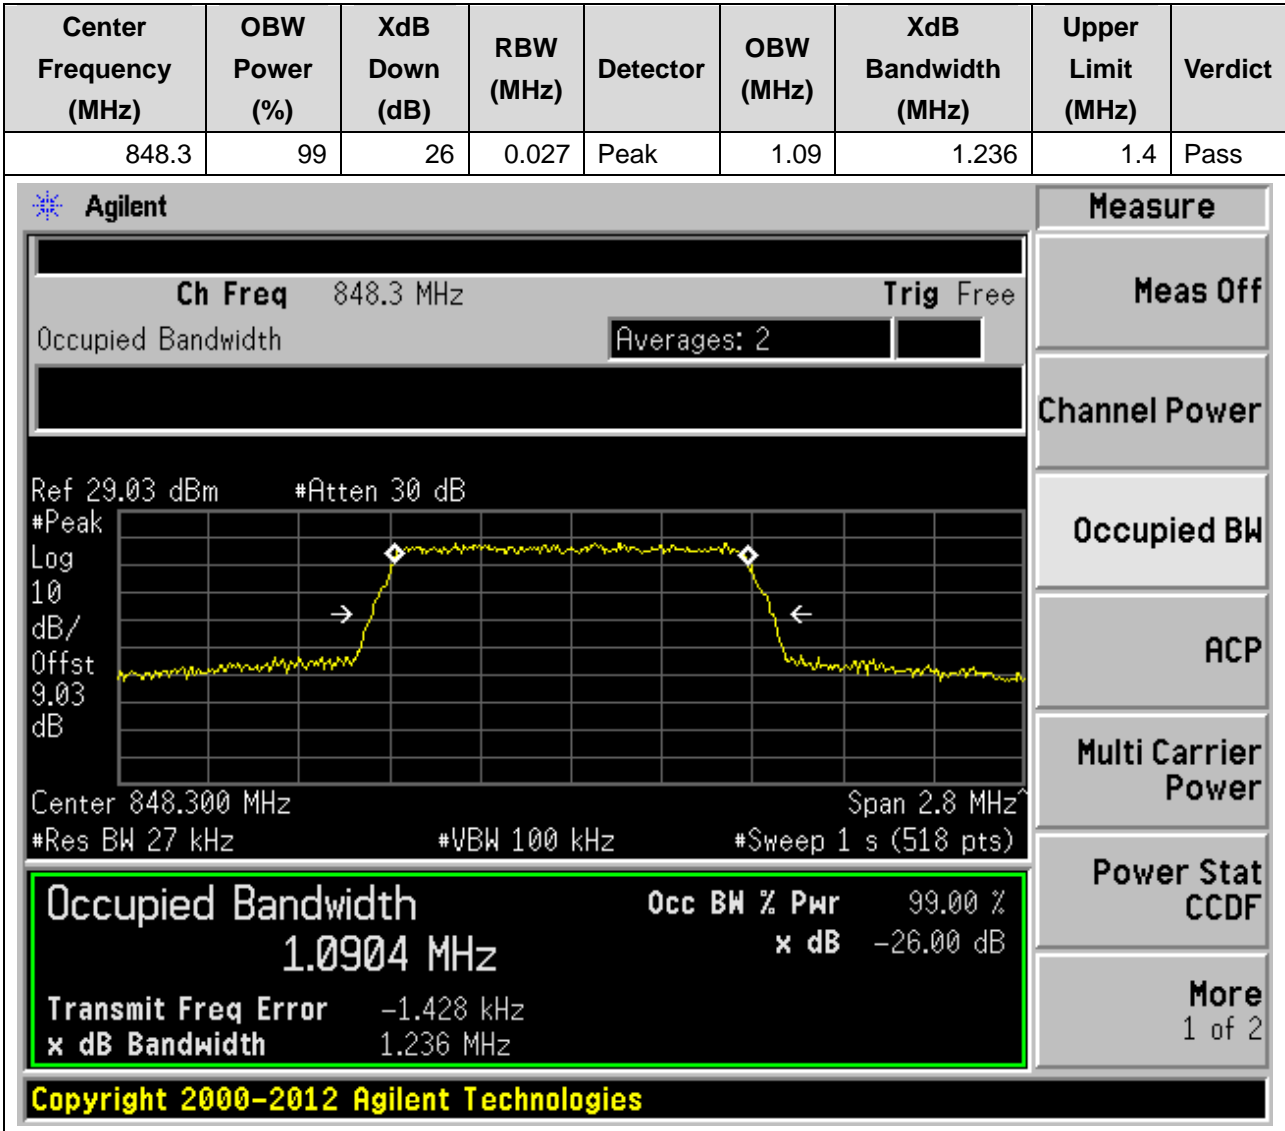 Center Frequency (MHz) OBW Power (%) XdB Down (dB) RBW (MHz) Detector OBW (MHz) XdB Bandwidth (MHz) Upper Limit (MHz) Verdict
848.3 99 26 0.027 Peak 1.09 1.236 1.4 Pass
Agilent
Measure
Ch Freq 848.3 MHz Trig Free
Occupied Bandwidth Averages: 2
Meas Off
Channel Power
Occupied BW
ACP
Multi Carrier
Power
Power Stat
CCDF
More
1 of 2
Ref 29.03 dBm #Atten 30 dB
#Peak
Log
10
dB/
Offst
9.03
dB
Center 848.300 MHz Span 2.8 MHz^
#Res BW 27 kHz #VBW 100 kHz #Sweep 1 s (518 pts)
Occupied Bandwidth Occ BW % Pwr 99.00 %
1.0904 MHz x dB -26.00 dB
Transmit Freq Error -1.428 kHz
x dB Bandwidth 1.236 MHz
Copyright 2000-2012 Agilent Technologies